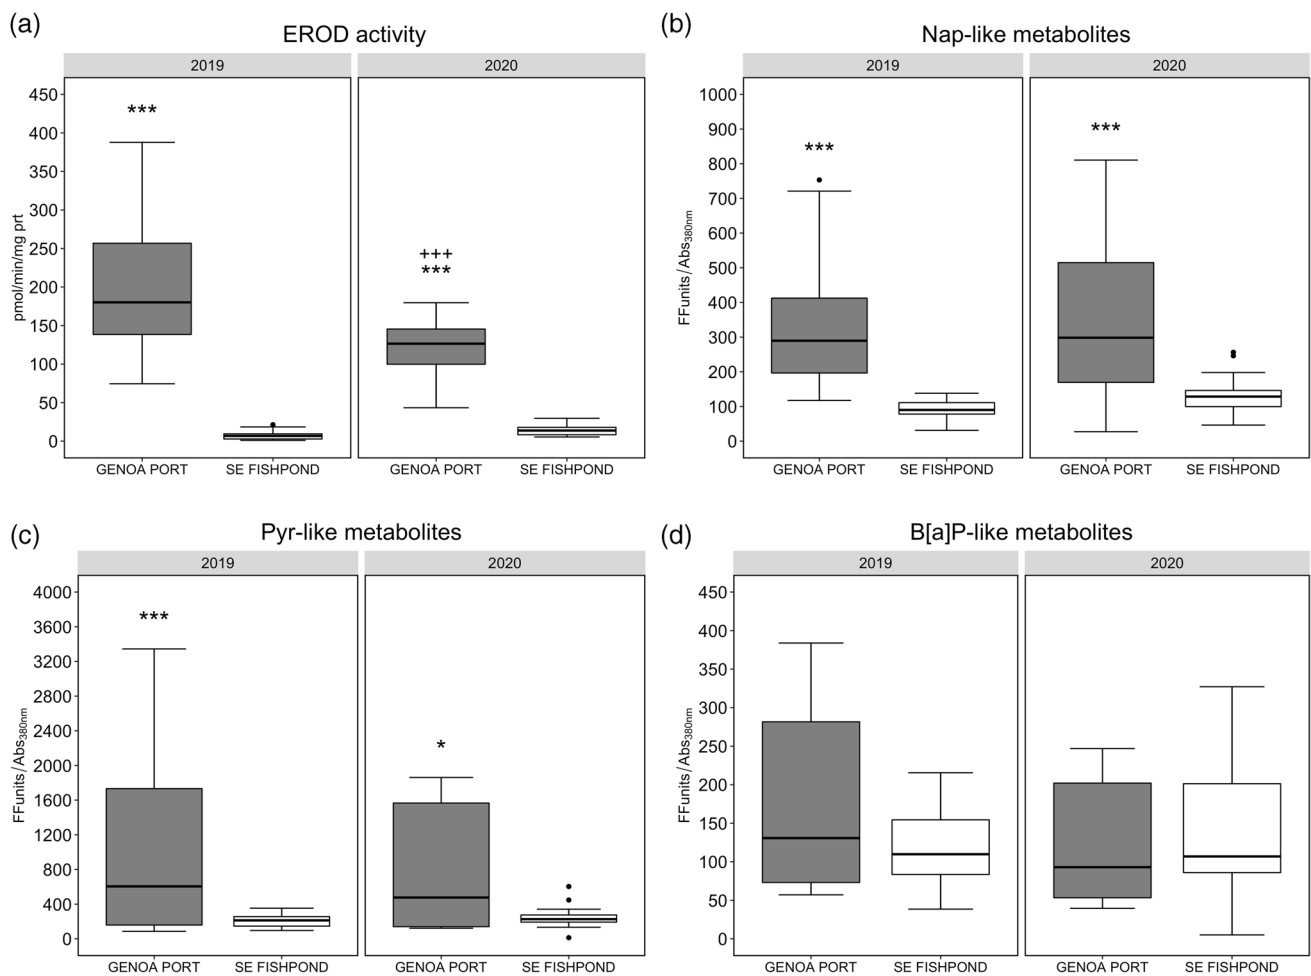 (a)
EROD activity
2019
2020
pmol/min/mg prt
450
400
350
300
250
200
150
100
50
0
***
+++
***
GENOA PORT
SE FISHPOND
GENOA PORT
SE FISHPOND
(b)
Nap-like metabolites
2019
2020
FFunits/Abs380nm
1000
900
800
700
600
500
400
300
200
100
0
***
***
GENOA PORT
SE FISHPOND
GENOA PORT
SE FISHPOND
(c)
Pyr-like metabolites
2019
2020
FFunits/Abs380nm
4000
3600
3200
2800
2400
2000
1600
1200
800
400
0
***
*
GENOA PORT
SE FISHPOND
GENOA PORT
SE FISHPOND
(d)
B[a]P-like metabolites
2019
2020
FFunits/Abs380nm
450
400
350
300
250
200
150
100
50
0
GENOA PORT
SE FISHPOND
GENOA PORT
SE FISHPOND